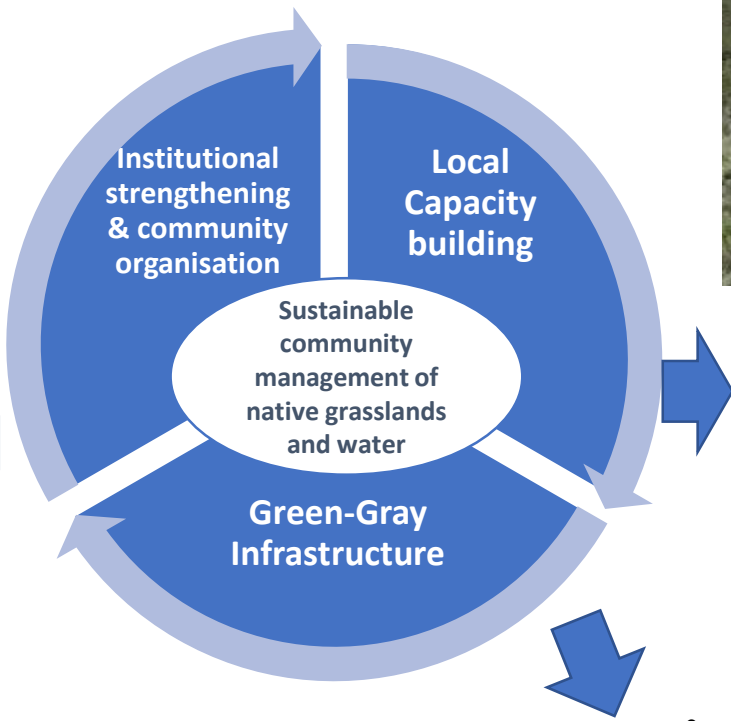 Institutional
strengthening
& community
organisation
Local
Capacity
building
Sustainable
community
management of
native grasslands
and water
Green-Gray
Infrastructure